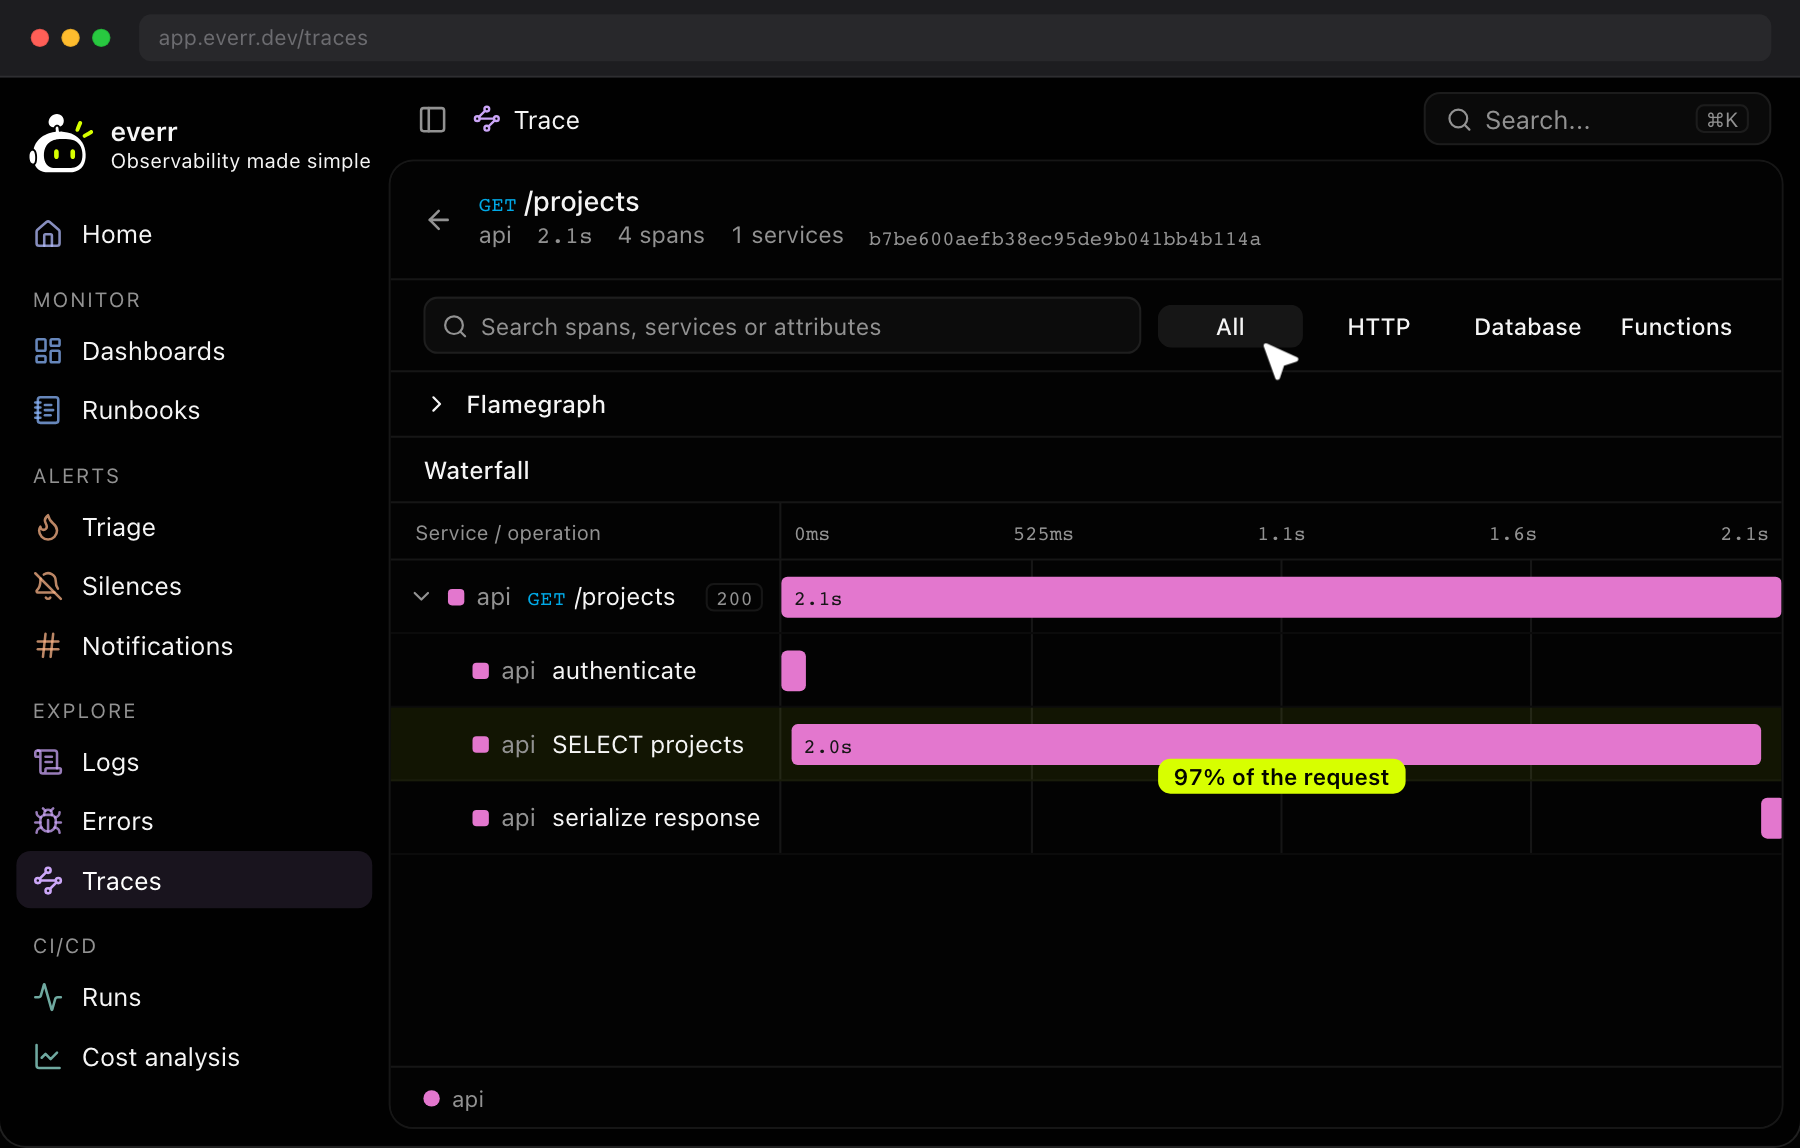 app.everr.dev/traces
everr
Observability made simple
Home
MONITOR
Dashboards
Runbooks
ALERTS
Triage
Silences
Notifications
EXPLORE
Logs
Errors
Traces
CI/CD
Runs
Cost analysis
Trace
Search...
⌘K
GET /projects
api 2.1s 4 spans 1 services b7be600aefb38ec95de9b041bb4b114a
Search spans, services or attributes
All
HTTP
Database
Functions
Flamegraph
Waterfall
Service / operation
0ms 525ms 1.1s 1.6s 2.1s
api GET /projects 200
2.1s
api authenticate
api SELECT projects
2.0s
97% of the request
api serialize response
api